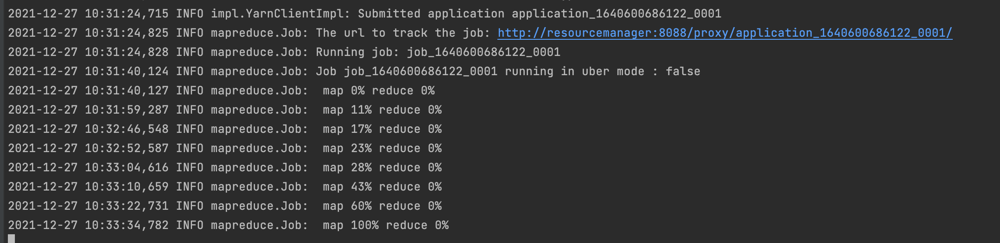 2021-12-27 10:31:24,715 INFO impl.YarnClientImpl: Submitted application application_1640600686122_0001
2021-12-27 10:31:24,825 INFO mapreduce.Job: The url to track the job: http://resourcemanager:8088/proxy/application_1640600686122_0001/
2021-12-27 10:31:24,828 INFO mapreduce.Job: Running job: job_1640600686122_0001
2021-12-27 10:31:40,124 INFO mapreduce.Job: Job job_1640600686122_0001 running in uber mode : false
2021-12-27 10:31:40,127 INFO mapreduce.Job:  map 0% reduce 0%
2021-12-27 10:31:59,287 INFO mapreduce.Job:  map 11% reduce 0%
2021-12-27 10:32:46,548 INFO mapreduce.Job:  map 17% reduce 0%
2021-12-27 10:32:52,587 INFO mapreduce.Job:  map 23% reduce 0%
2021-12-27 10:33:04,616 INFO mapreduce.Job:  map 28% reduce 0%
2021-12-27 10:33:10,659 INFO mapreduce.Job:  map 43% reduce 0%
2021-12-27 10:33:22,731 INFO mapreduce.Job:  map 60% reduce 0%
2021-12-27 10:33:34,782 INFO mapreduce.Job:  map 100% reduce 0%